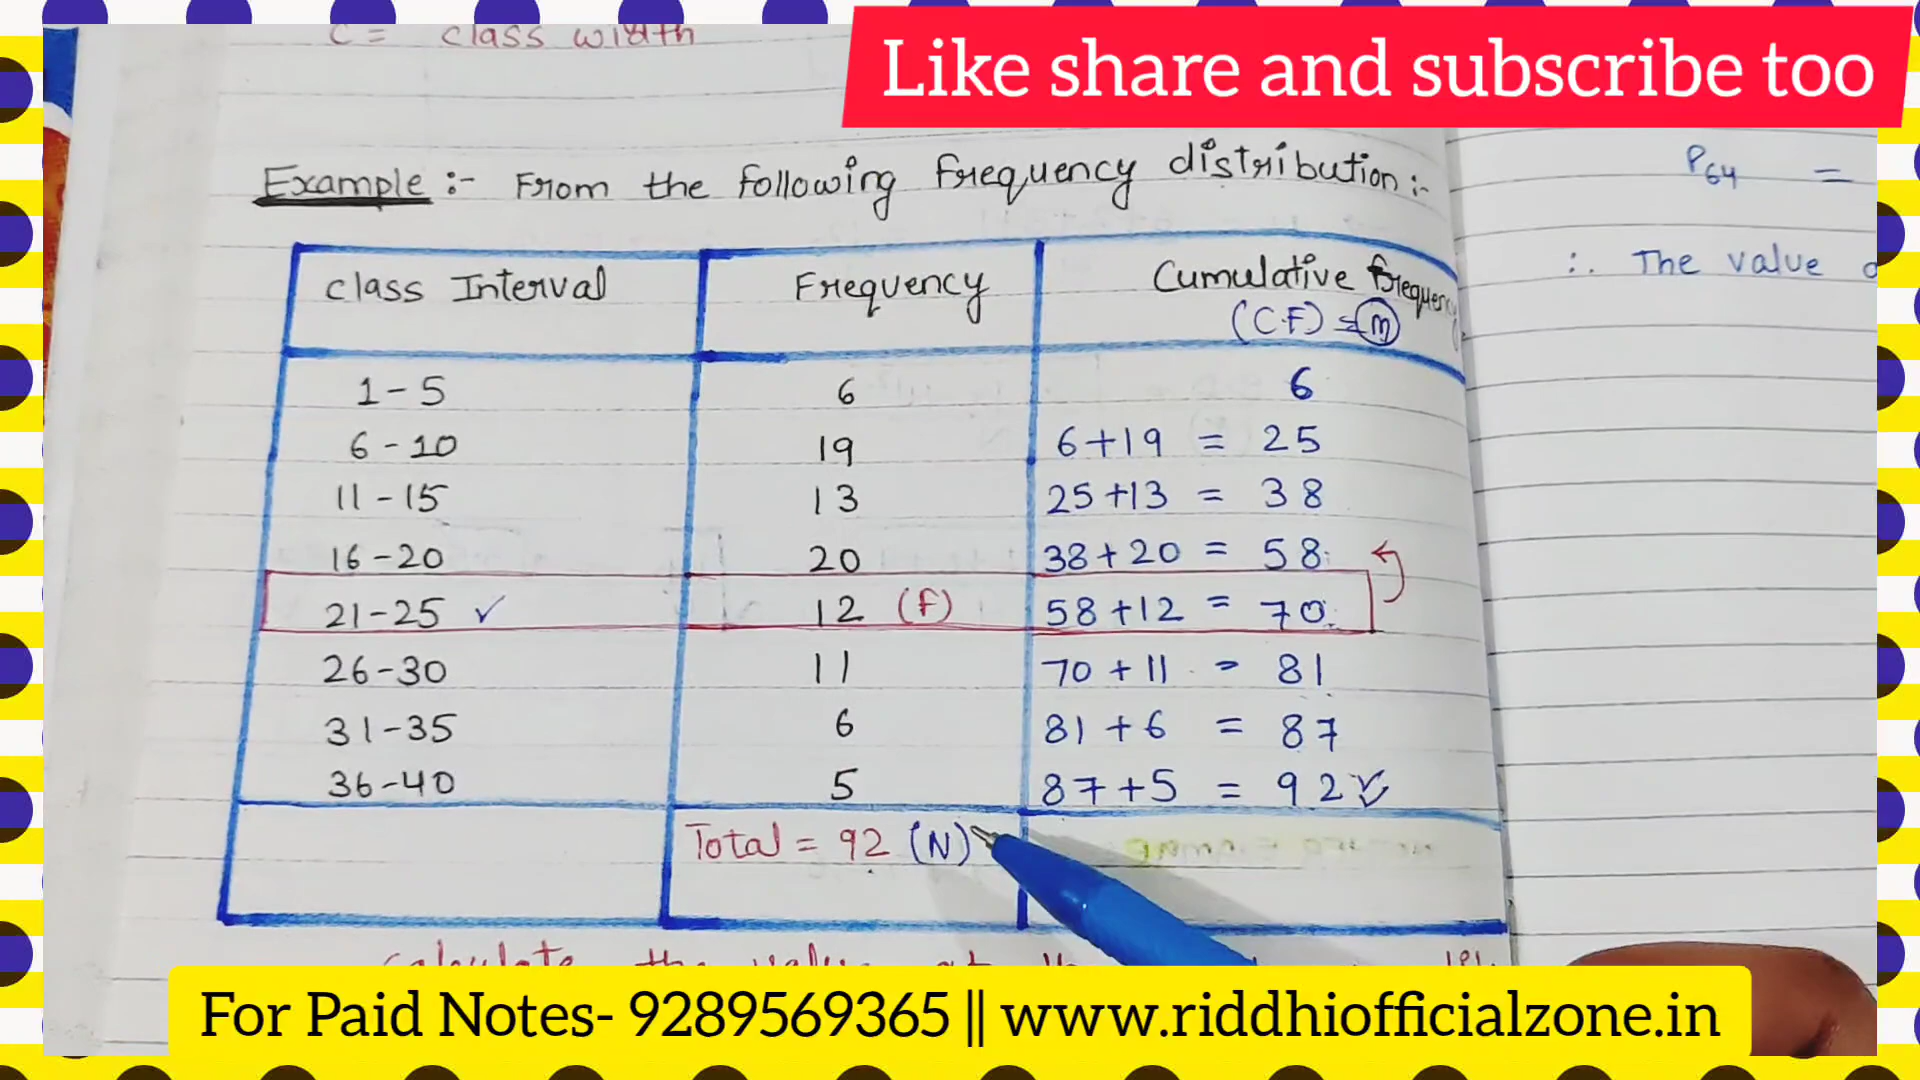 C = class width
Like share and subscribe too
Example :- From the following frequency distribution:-
class Interval Frequency Cumulative frequency
(C.F) = m
1-5 6 6
6-10 19 6+19 = 25
11-15 13 25+13 = 38
16-20 20 38+20 = 58
21-25 ✓ 12 (F) 58+12 = 70
26-30 11 70+11 = 81
31-35 6 81+6 = 87
36-40 5 87+5 = 92 ✓
Total = 92 (N)
calculate the value at
P64 =
∴ The value
For Paid Notes- 9289569365 || www.riddhiofficialzone.in